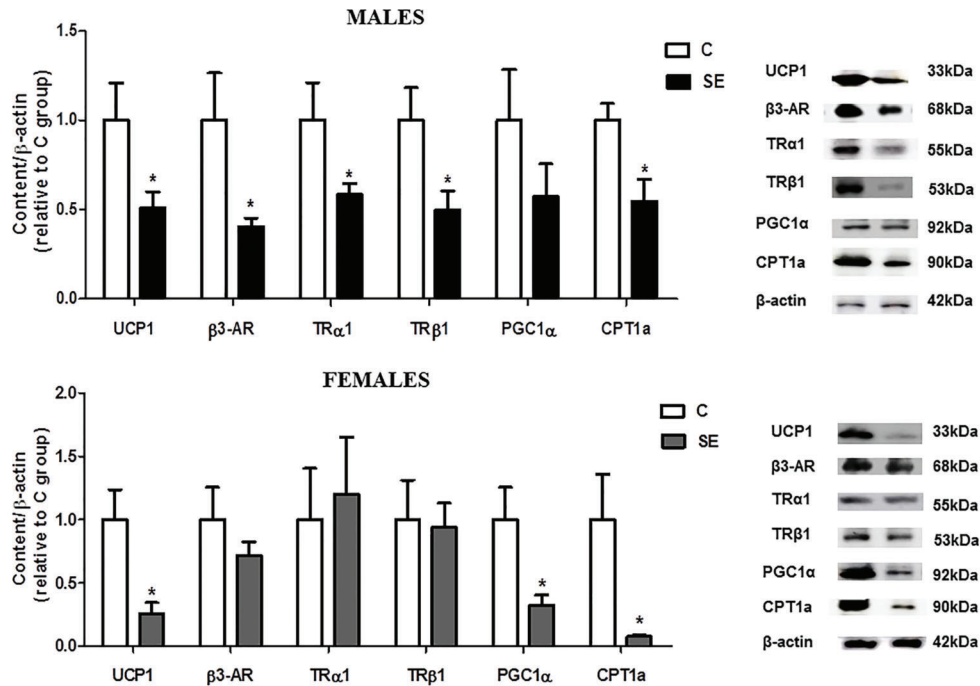 MALES
Content/β-actin
(relative to C group)
1.5
1.0
0.5
0.0
C
SE
* * * * *
UCP1 β3-AR TRα1 TRβ1 PGC1α CPT1a
UCP1 33kDa
β3-AR 68kDa
TRα1 55kDa
TRβ1 53kDa
PGC1α 92kDa
CPT1a 90kDa
β-actin 42kDa
FEMALES
Content/β-actin
(relative to C group)
2.0
1.5
1.0
0.5
0.0
C
SE
* * *
UCP1 β3-AR TRα1 TRβ1 PGC1α CPT1a
UCP1 33kDa
β3-AR 68kDa
TRα1 55kDa
TRβ1 53kDa
PGC1α 92kDa
CPT1a 90kDa
β-actin 42kDa